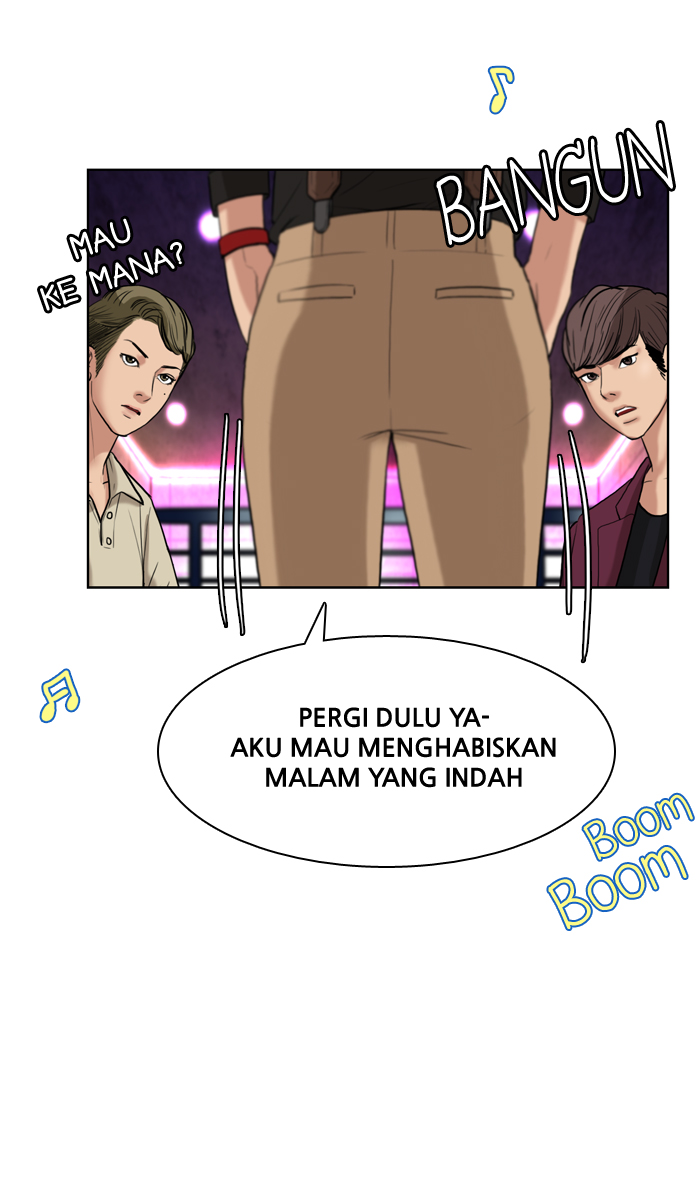 BANGUN
MAU
KE MANA?
PERGI DULU YA-
AKU MAU MENGHABISKAN
MALAM YANG INDAH
BOOM
BOOM